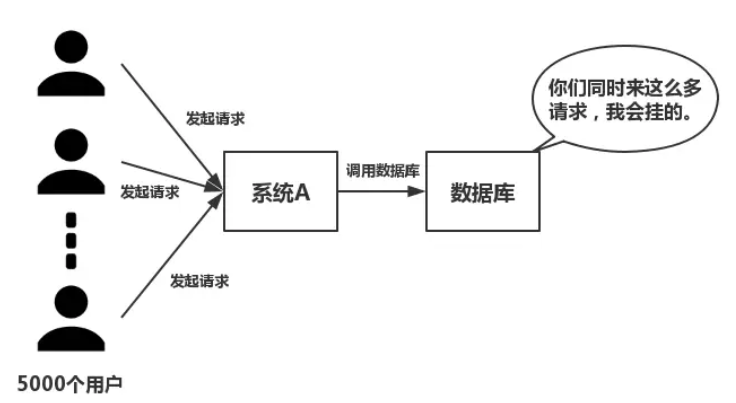 你们同时来这么多
请求，我会挂的。
发起请求
系统A
调用数据库
数据库
发起请求
发起请求
5000个用户